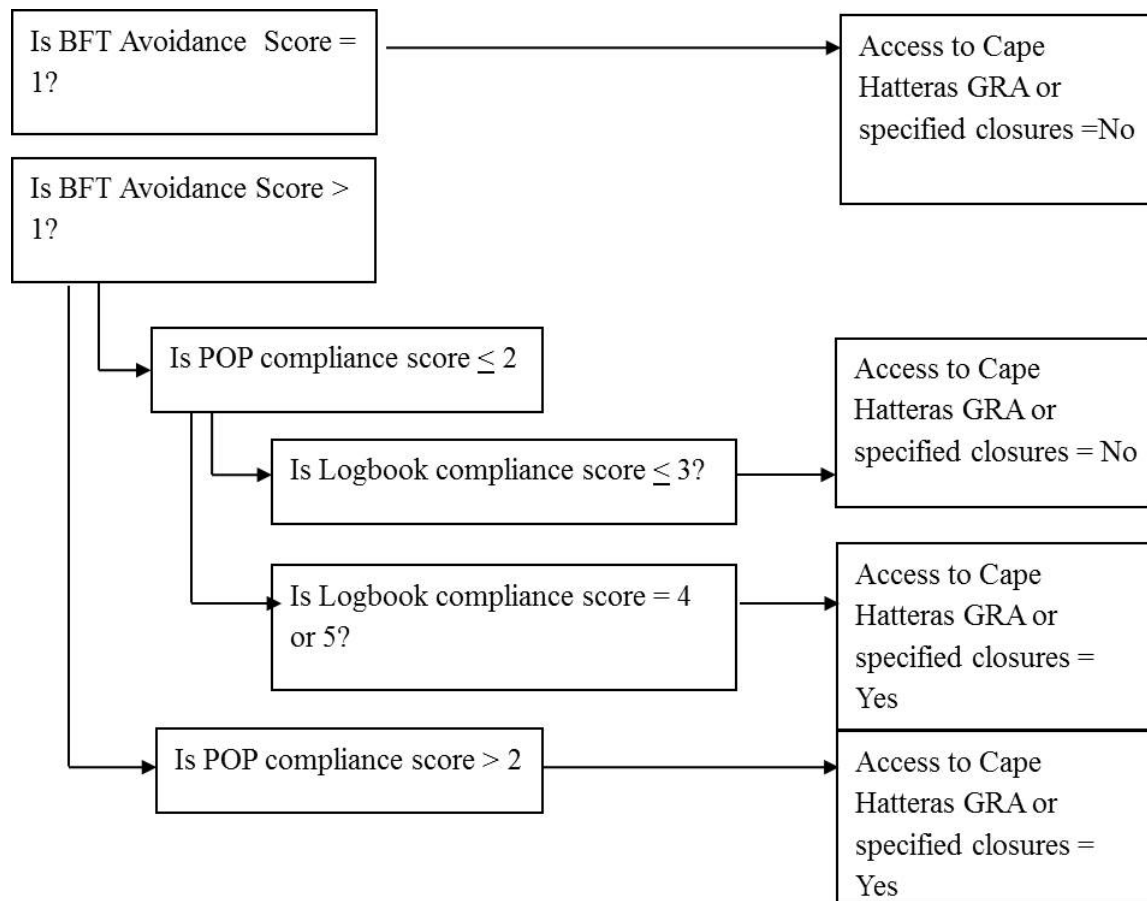 Is BFT Avoidance Score =
1?
Access to Cape
Hatteras GRA or
specified closures =No
Is BFT Avoidance Score >
1?
Is POP compliance score ≤ 2
Access to Cape
Hatteras GRA or
specified closures = No
Is Logbook compliance score ≤ 3?
Is Logbook compliance score = 4
or 5?
Access to Cape
Hatteras GRA or
specified closures =
Yes
Is POP compliance score > 2
Access to Cape
Hatteras GRA or
specified closures =
Yes